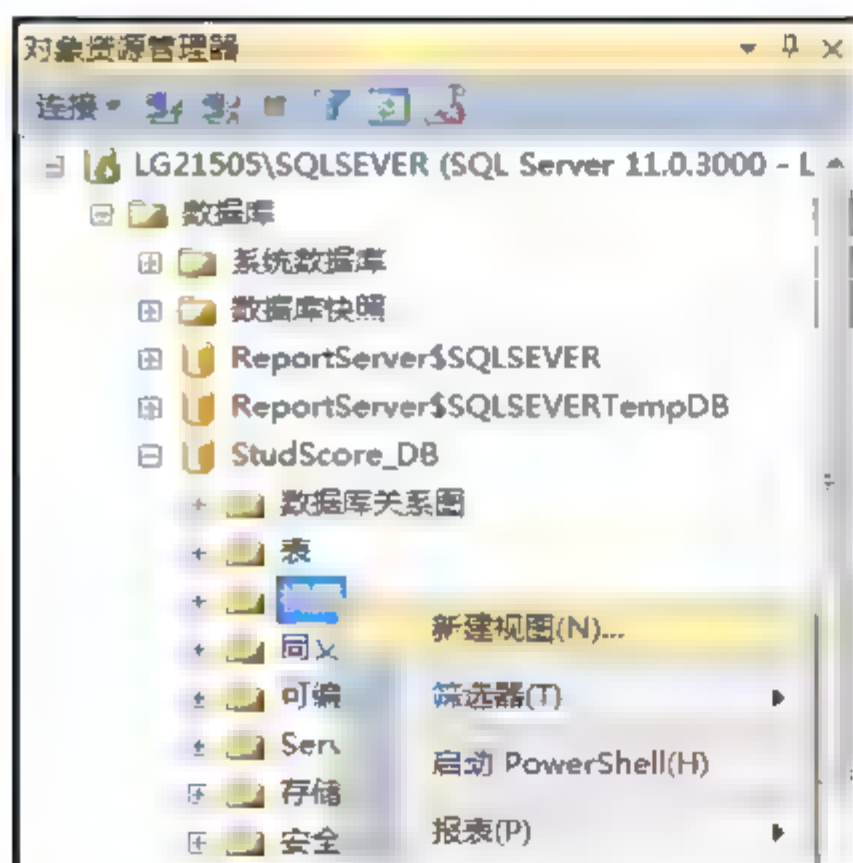 对象资源管理器
连接
LG21505\SQLSEVER (SQL Server 11.0.3000 - L
数据库
系统数据库
数据库快照
ReportServer$SQLSEVER
ReportServer$SQLSEVERTempDB
StudScore_DB
数据库关系图
表
新建视图(N)...
同义
可编
筛选器(T)
Serv
启动 PowerShell(H)
存储
报表(P)
安全